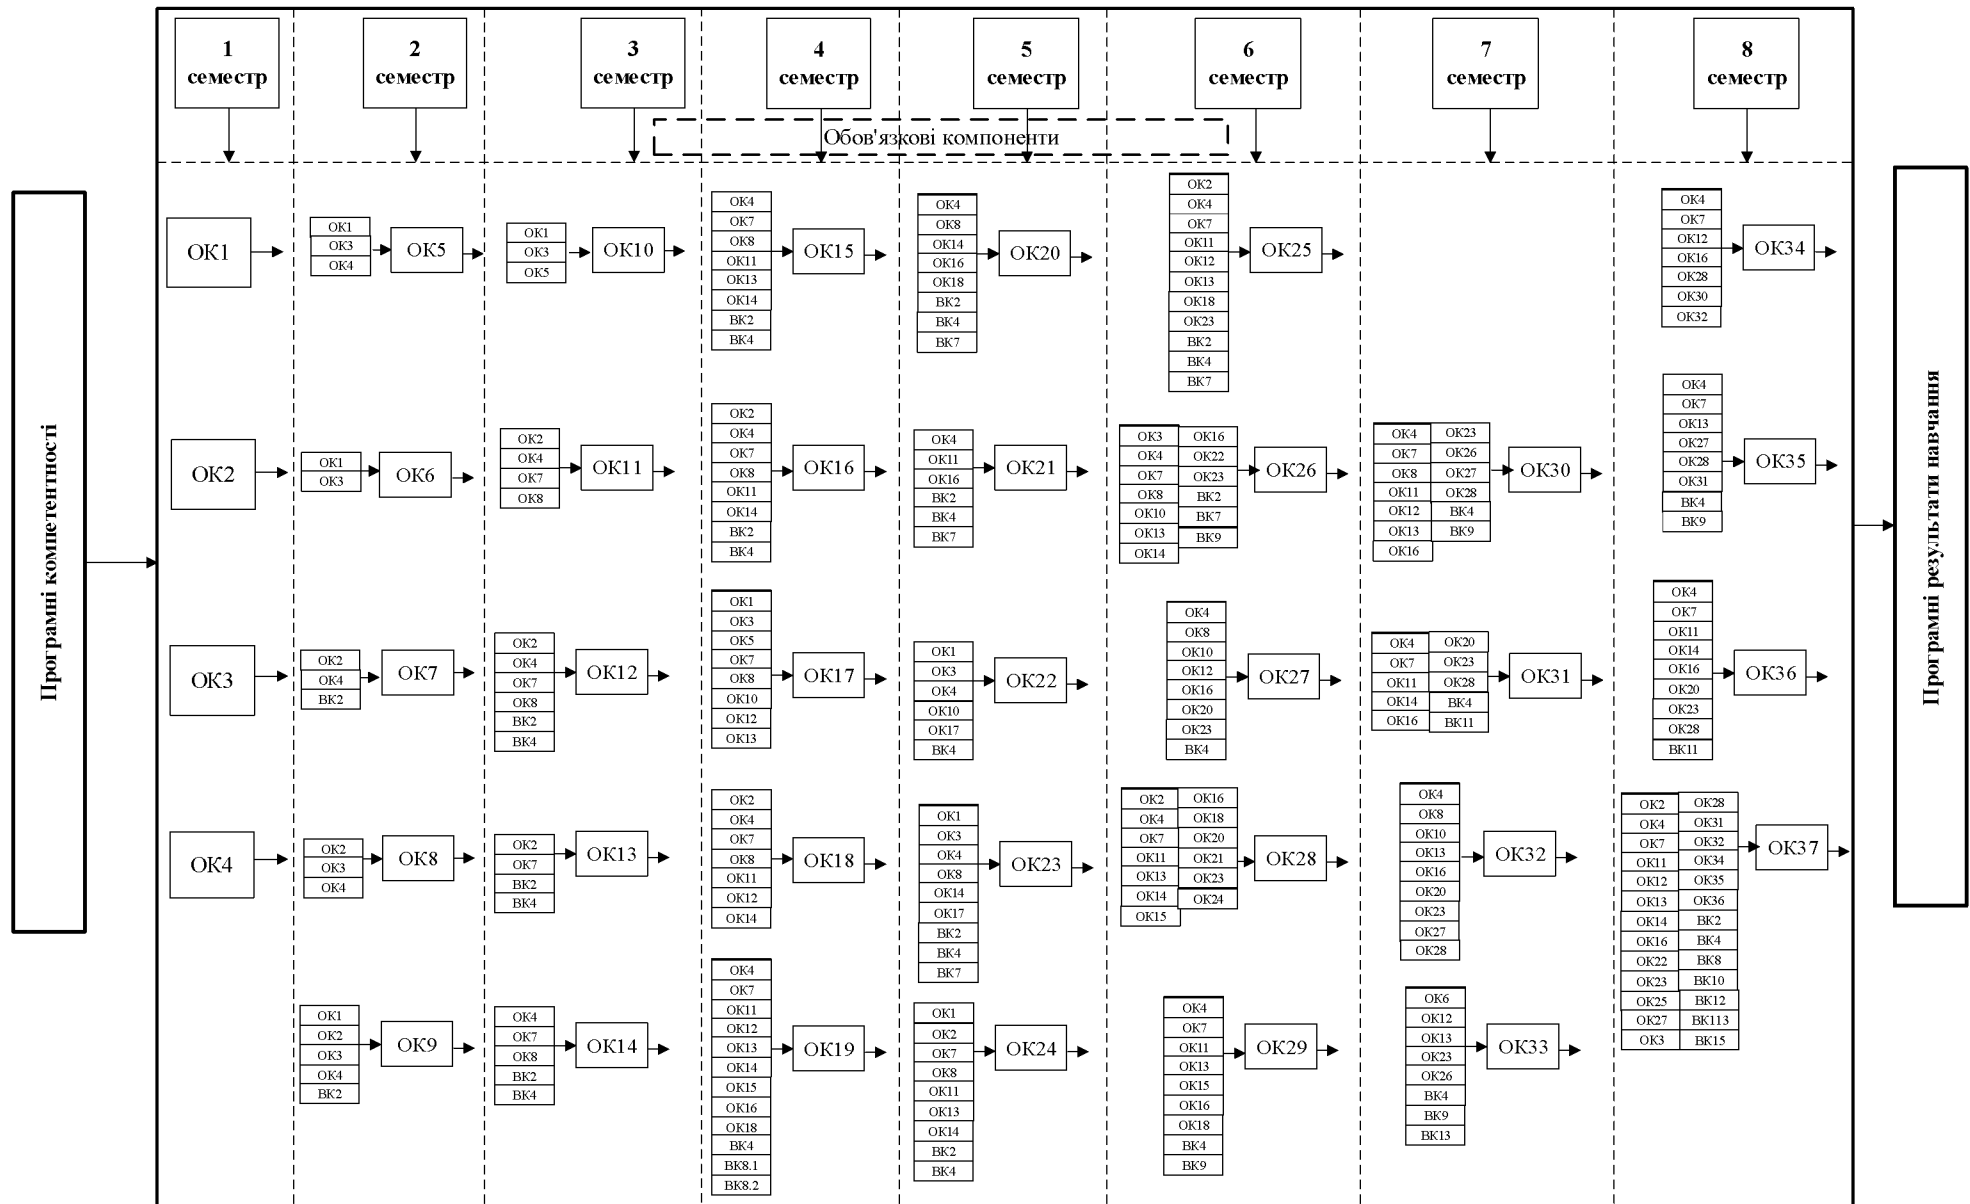 1
семестр
2
семестр
3
семестр
4
семестр
5
семестр
6
семестр
7
семестр
8
семестр
Обов'язкові компоненти
Програмні компетентності
ОК1
ОК2
ОК3
ОК4
ОК1
ОК3
ОК4
ОК5
ОК1
ОК3
ОК6
ОК2
ОК4
ВК2
ОК7
ОК2
ОК3
ОК4
ОК8
ОК1
ОК2
ОК3
ОК4
ВК2
ОК9
ОК1
ОК3
ОК5
ОК10
ОК2
ОК4
ОК7
ОК8
ОК11
ОК2
ОК4
ОК7
ОК8
ВК2
ВК4
ОК12
ОК2
ОК7
ВК2
ВК4
ОК13
ОК4
ОК7
ОК8
ВК2
ВК4
ОК14
ОК4
ОК7
ОК8
ОК11
ОК13
ОК14
ВК2
ВК4
ОК15
ОК2
ОК4
ОК7
ОК8
ОК11
ОК14
ВК2
ВК4
ОК16
ОК1
ОК3
ОК5
ОК7
ОК8
ОК10
ОК12
ОК13
ОК17
ОК2
ОК4
ОК7
ОК8
ОК11
ОК12
ОК14
ОК18
ОК4
ОК7
ОК11
ОК12
ОК13
ОК14
ОК15
ОК16
ОК18
ВК4
ВК8.1
ВК8.2
ОК19
ОК4
ОК8
ОК14
ОК16
ОК18
ВК2
ВК4
ВК7
ОК20
ОК4
ОК11
ОК16
ВК2
ВК4
ВК7
ОК21
ОК1
ОК3
ОК4
ОК10
ОК17
ВК4
ОК22
ОК1
ОК3
ОК4
ОК8
ОК14
ОК17
ВК2
ВК4
ВК7
ОК23
ОК1
ОК2
ОК7
ОК8
ОК11
ОК13
ОК14
ВК2
ВК4
ОК24
ОК2
ОК4
ОК7
ОК11
ОК12
ОК13
ОК18
ОК23
ВК2
ВК4
ВК7
ОК25
ОК3
ОК4
ОК7
ОК8
ОК10
ОК13
ОК14
ОК16
ОК22
ОК23
ВК2
ВК7
ВК9
ОК26
ОК4
ОК8
ОК10
ОК12
ОК16
ОК20
ОК23
ВК4
ОК27
ОК2
ОК4
ОК7
ОК11
ОК13
ОК14
ОК15
ОК16
ОК18
ОК20
ОК21
ОК23
ОК24
ОК28
ОК4
ОК7
ОК11
ОК13
ОК15
ОК16
ОК18
ВК4
ВК9
ОК29
ОК4
ОК7
ОК8
ОК11
ОК12
ОК13
ОК16
ОК23
ОК26
ОК27
ОК28
ВК4
ВК9
ОК30
ОК4
ОК7
ОК11
ОК14
ОК16
ОК20
ОК23
ОК28
ВК4
ВК11
ОК31
ОК4
ОК8
ОК10
ОК13
ОК16
ОК20
ОК23
ОК27
ОК28
ОК32
ОК6
ОК12
ОК13
ОК23
ОК26
ВК4
ВК9
ВК13
ОК33
ОК4
ОК7
ОК12
ОК16
ОК28
ОК30
ОК32
ОК34
ОК4
ОК7
ОК13
ОК27
ОК28
ОК31
ВК4
ВК9
ОК35
ОК4
ОК7
ОК11
ОК14
ОК16
ОК20
ОК23
ОК28
ВК11
ОК36
ОК2
ОК4
ОК7
ОК11
ОК12
ОК13
ОК14
ОК16
ОК22
ОК23
ОК25
ОК27
ОК3
ОК28
ОК31
ОК32
ОК34
ОК35
ОК36
ВК2
ВК4
ВК8
ВК10
ВК12
ВК113
ВК15
ОК37
Програмні результати навчання